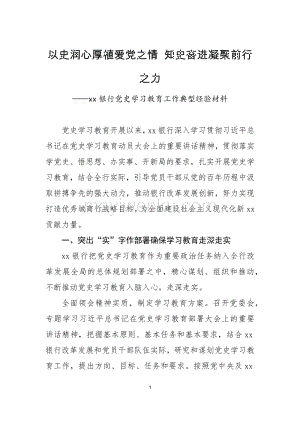 以史润心厚植爱党之情 知史奋进凝聚前行
之力
——xx 银行党史学习教育工作典型经验材料
党史学习教育开展以来，xx 银行深入学习贯彻习近平总
书记在党史学习教育动员大会上的重要讲话精神，贯彻落实
学党史、悟思想、办实事、开新局的要求，扎实开展党史学
习教育，结合全行实际，引导党员干部从党的百年历程中汲
取拼搏争先的强大动力，推动银行改革发展创新，努力实现
打造优秀城商行战略目标，为全面建设社会主义现代化新 xx
贡献力量。
一、突出“实”字作部署确保学习教育走深走实
xx 银行把党史学习教育作为重要政治任务纳入全行改
革发展全局的总体规划部署之中，精心谋划、组织和推动，
不断推动党史学习教育入脑入心，走深走实。
全面领会精神实质，制定学习教育方案。召开党委会，
专题学习习近平总书记在党史学习教育部署大会上的重要
讲话精神，把握基本原则、基本任务和基本要求，结合 xx
银行改革发展和党员干部队伍实际，研究和谋划党史学习教
育工作，提出方向、目标、任务和要求。按照党中央及 xx
1